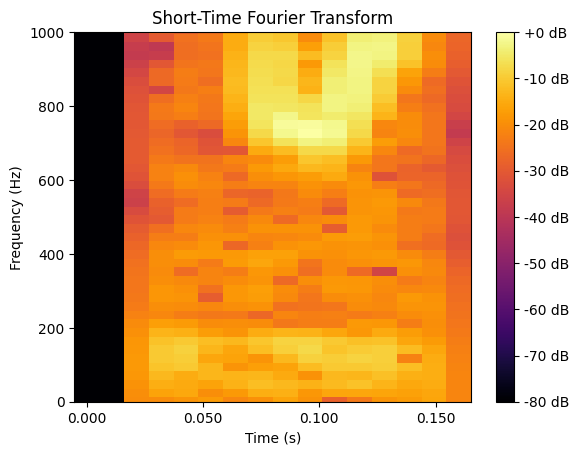 Short-Time Fourier Transform
Frequency (Hz)
1000
800
600
400
200
0
0.000
0.050
0.100
0.150
Time (s)
+0 dB
-10 dB
-20 dB
-30 dB
-40 dB
-50 dB
-60 dB
-70 dB
-80 dB